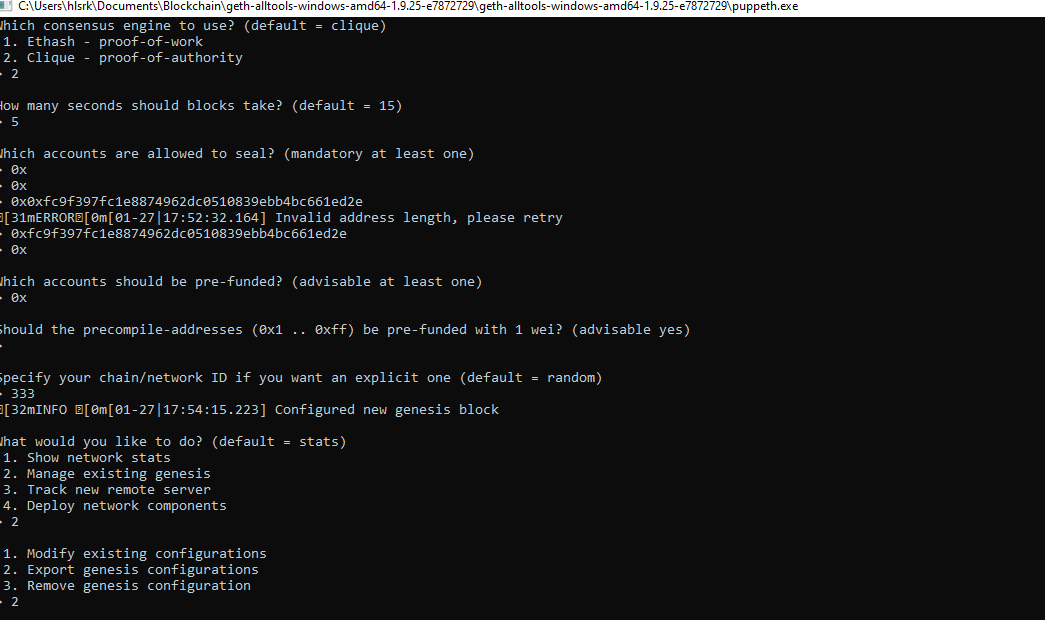 C:\Users\hlsrk\Documents\Blockchain\geth-alltools-windows-amd64-1.9.25-e7872729\geth-alltools-windows-amd64-1.9.25-e7872729\puppeth.exe
Which consensus engine to use? (default = clique)
1. Ethash - proof-of-work
2. Clique - proof-of-authority
> 2
How many seconds should blocks take? (default = 15)
> 5
Which accounts are allowed to seal? (mandatory at least one)
> 0x
> 0x
> 0x0xfc9f397fc1e8874962dc0510839ebb4bc661ed2e
[31mERROR[0m[01-27|17:52:32.164] Invalid address length, please retry
> 0xfc9f397fc1e8874962dc0510839ebb4bc661ed2e
> 0x
Which accounts should be pre-funded? (advisable at least one)
> 0x
Should the precompile-addresses (0x1 .. 0xff) be pre-funded with 1 wei? (advisable yes)
>
Specify your chain/network ID if you want an explicit one (default = random)
> 333
[32mINFO [0m[01-27|17:54:15.223] Configured new genesis block
What would you like to do? (default = stats)
1. Show network stats
2. Manage existing genesis
3. Track new remote server
4. Deploy network components
> 2
1. Modify existing configurations
2. Export genesis configurations
3. Remove genesis configuration
> 2